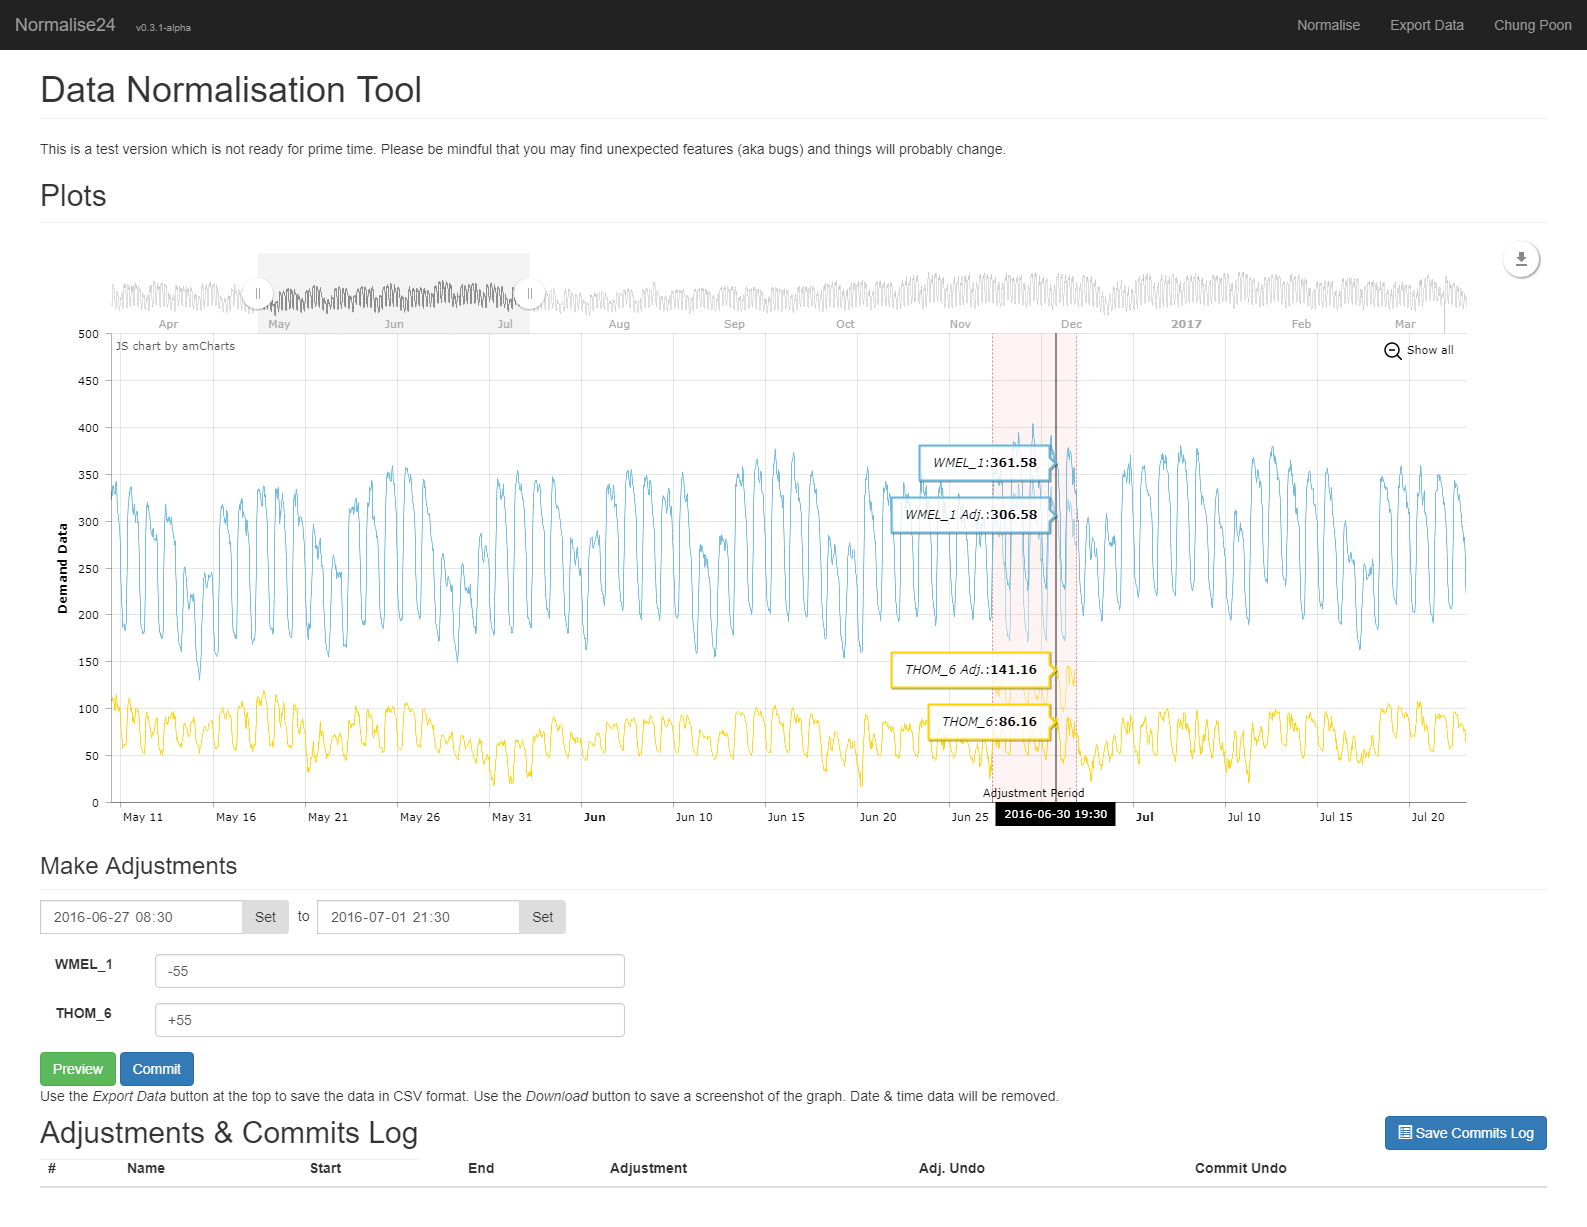 Normalise24 v0.3.1-alpha Normalise Export Data Chung Poon
Data Normalisation Tool
This is a test version which is not ready for prime time. Please be mindful that you may find unexpected features (aka bugs) and things will probably change.
Plots
Apr May Jun Jul Aug Sep Oct Nov Dec 2017 Feb Mar
JS chart by amCharts
Show all
500
450
400
350
300
250
200
150
100
50
0
Demand Data
WMEL_1:361.58
WMEL_1 Adj.:306.58
THOM_6 Adj.:141.16
THOM_6:86.16
Adjustment Period
2016-06-30 19:30
May 11 May 16 May 21 May 26 May 31 Jun Jun 10 Jun 15 Jun 20 Jun 25 Jul Jul 10 Jul 15 Jul 20
Make Adjustments
2016-06-27 08:30 Set to 2016-07-01 21:30 Set
WMEL_1 -55
THOM_6 +55
Preview Commit
Use the Export Data button at the top to save the data in CSV format. Use the Download button to save a screenshot of the graph. Date & time data will be removed.
Adjustments & Commits Log
Save Commits Log
# Name Start End Adjustment Adj. Undo Commit Undo